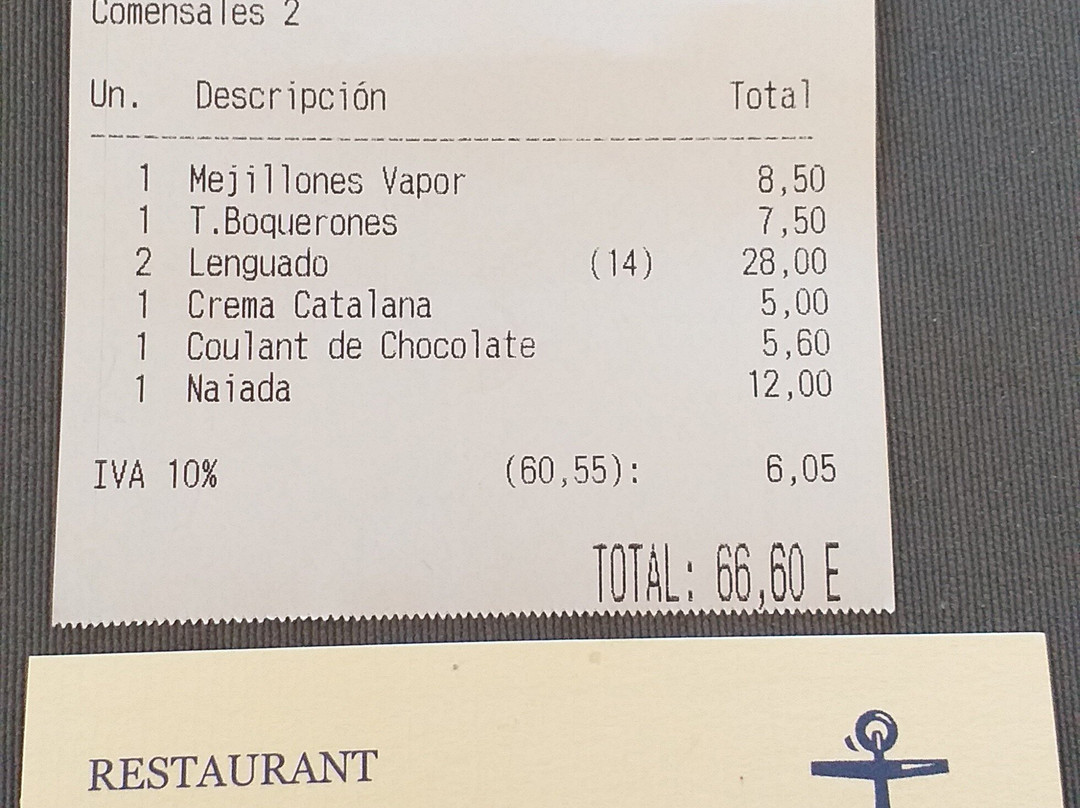 Comensales 2
Un. Descripción Total
1 Mejillones Vapor 8,50
1 T.Boquerones 7,50
2 Lenguado (14) 28,00
1 Crema Catalana 5,00
1 Coulant de Chocolate 5,60
1 Naiada 12,00
IVA 10% (60,55): 6,05
TOTAL: 66,60 E
RESTAURANT